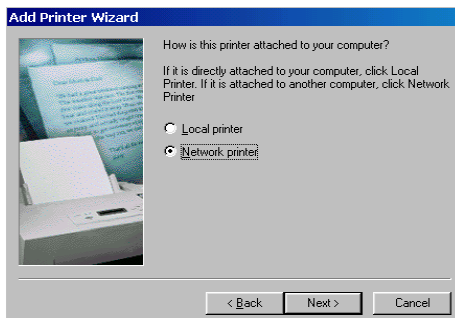 Add Printer Wizard
How is this printer attached to your computer?
If it is directly attached to your computer, click Local
Printer. If it is attached to another computer, click Network
Printer
Local printer
Network printer
< Back
Next >
Cancel